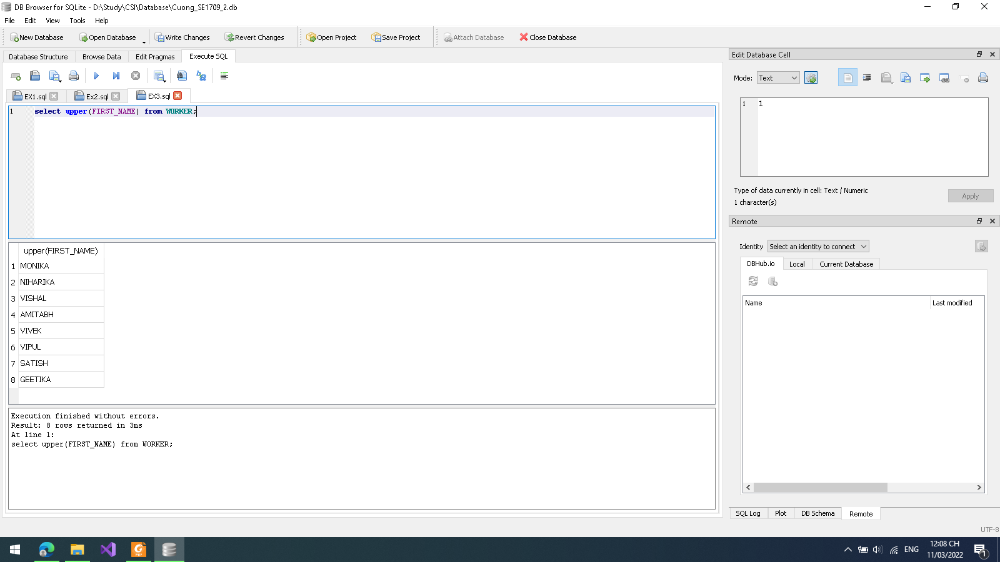 DB Browser for SQLite - D:\Study\CSI\Database\Cuong_SE1709_2.db
File Edit View Tools Help
New Database Open Database Write Changes Revert Changes Open Project Save Project Attach Database Close Database
Database Structure Browse Data Edit Pragmas Execute SQL
EX1.sql Ex2.sql EX3.sql
1 select upper(FIRST_NAME) from WORKER;
upper(FIRST_NAME)
1 MONIKA
2 NIHARIKA
3 VISHAL
4 AMITABH
5 VIVEK
6 VIPUL
7 SATISH
8 GEETIKA
Execution finished without errors.
Result: 8 rows returned in 3ms
At line 1:
select upper(FIRST_NAME) from WORKER;
Edit Database Cell
Mode: Text
1 1
Type of data currently in cell: Text / Numeric
1 character(s)
Apply
Remote
Identity Select an identity to connect
DBHub.io Local Current Database
Name Last modified
SQL Log Plot DB Schema Remote
UTF-8
ENG
12:08 CH
11/03/2022
1